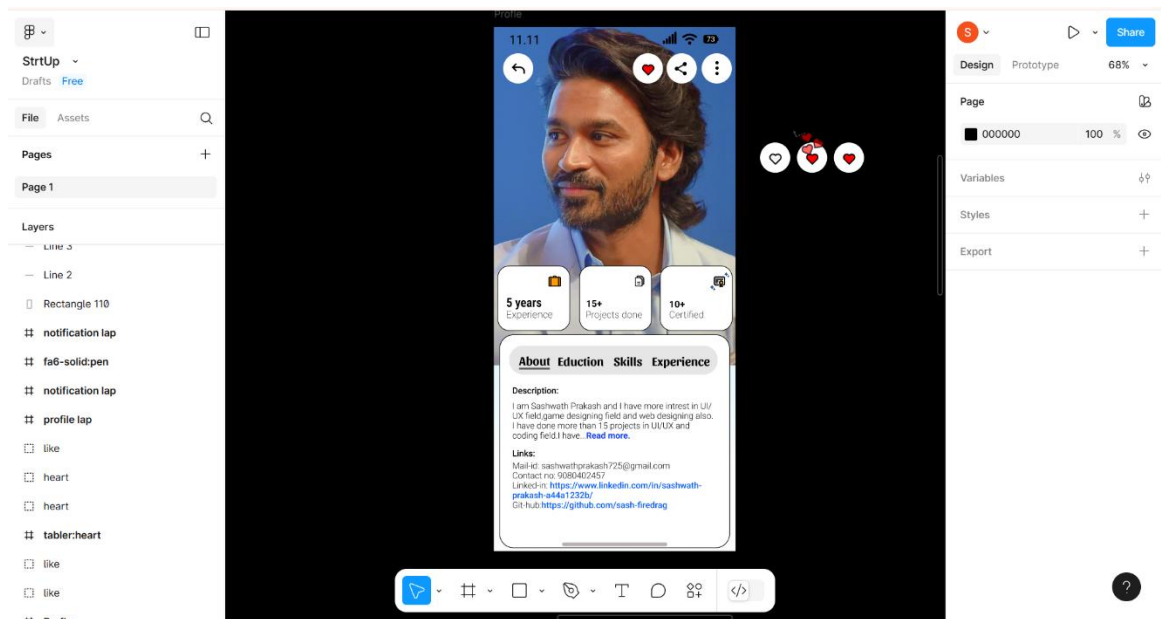 StrtUp
Drafts Free
File Assets
Pages
Page 1
Layers
Line 3
Line 2
Rectangle 110
notification lap
fa6-solid:pen
notification lap
profile lap
like
heart
heart
tabler:heart
like
like
Profie
11.11
73
5 years
Experience
15+
Projects done
10+
Certified
About Eduction Skills Experience
Description:
I am Sashwath Prakash and I have more intrest in UI/
UX field,game designing field and web designing also.
I have done more than 15 projects in UI/UX and
coding field.I have...Read more.
Links:
Mail-id: sashwathprakash725@gmail.com
Contact no: 9080402457
Linked-in: https://www.linkedin.com/in/sashwath-
prakash-a44a1232b/
Git-hub:https://github.com/sash-firedrag
S
Share
Design Prototype 68%
Page
000000 100 %
Variables
Styles
Export
?